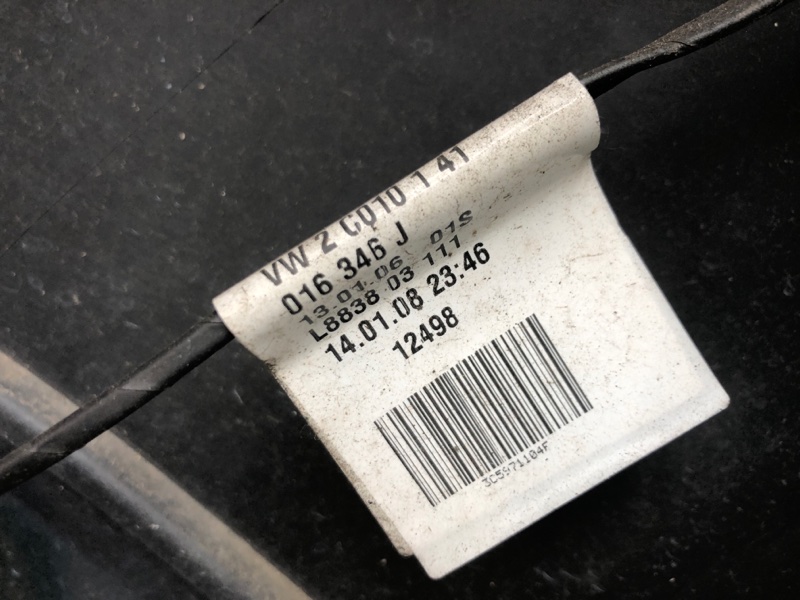 VW 2 C010 1 41
016 346 J
13.01.06 01S
L8838 03 111
14.01.08 23:46
12498
3C5971104F